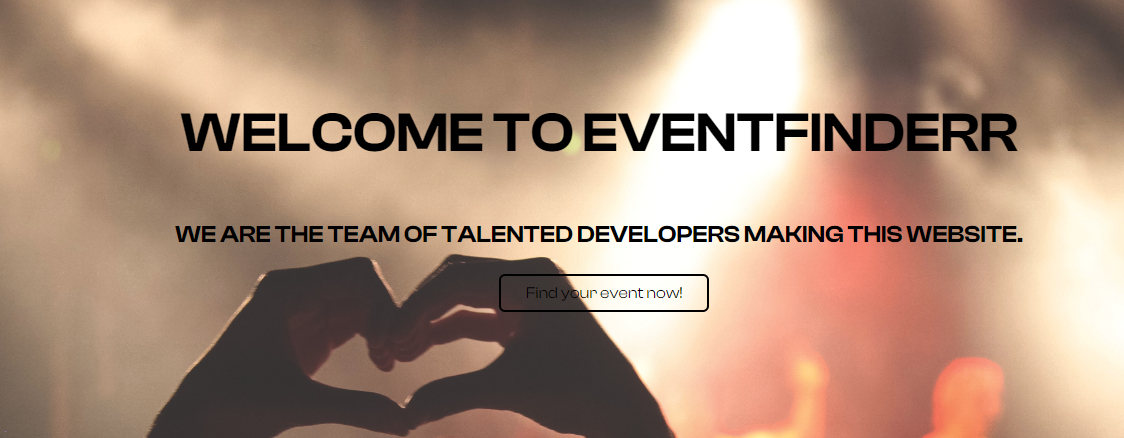 WELCOME TO EVENTFINDERR
WE ARE THE TEAM OF TALENTED DEVELOPERS MAKING THIS WEBSITE.
Find your event now!